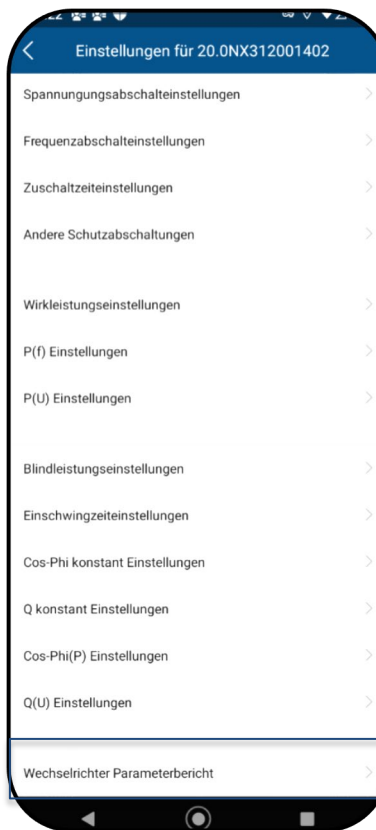 Einstellungen für 20.0NX312001402
Spannungungsabschalteinstellungen
Frequenzabschalteinstellungen
Zuschaltzeiteinstellungen
Andere Schutzabschaltungen
Wirkleistungseinstellungen
P(f) Einstellungen
P(U) Einstellungen
Blindleistungseinstellungen
Einschwingzeiteinstellungen
Cos-Phi konstant Einstellungen
Q konstant Einstellungen
Cos-Phi(P) Einstellungen
Q(U) Einstellungen
Wechselrichter Parameterbericht